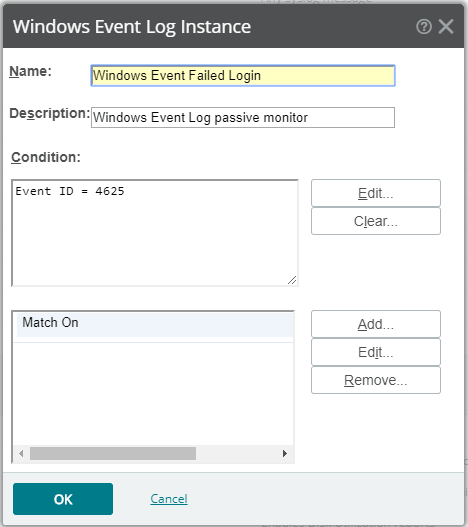 Windows Event Log Instance
Name: Windows Event Failed Login
Description: Windows Event Log passive monitor
Condition:
Event ID = 4625
Edit...
Clear...
Match On
Add...
Edit...
Remove...
OK Cancel